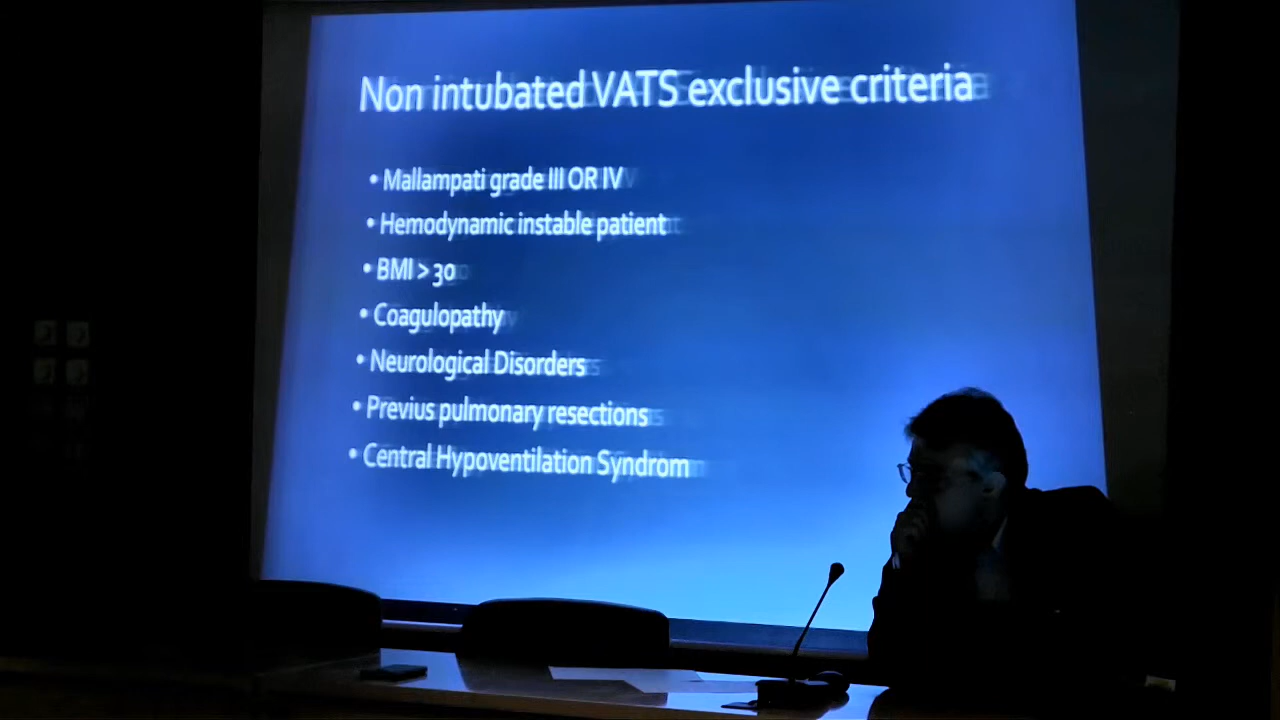 Non intubated VATS exclusive criteria
• Mallampati grade III OR IV
• Hemodynamic instable patient
• BMI > 30
• Coagulopathy
• Neurological Disorders
• Previus pulmonary resections
• Central Hypoventilation Syndrom